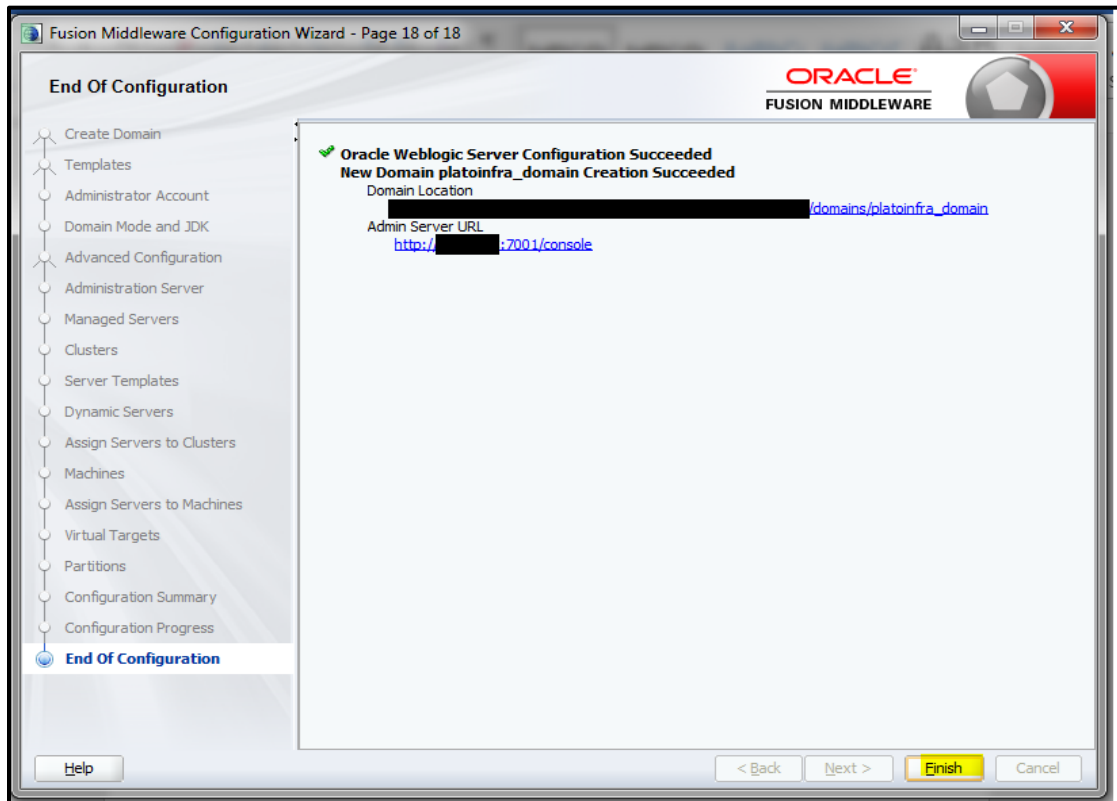 Fusion Middleware Configuration Wizard - Page 18 of 18
End Of Configuration
ORACLE
FUSION MIDDLEWARE
Create Domain
Templates
Administrator Account
Domain Mode and JDK
Advanced Configuration
Administration Server
Managed Servers
Clusters
Server Templates
Dynamic Servers
Assign Servers to Clusters
Machines
Assign Servers to Machines
Virtual Targets
Partitions
Configuration Summary
Configuration Progress
End Of Configuration
Oracle Weblogic Server Configuration Succeeded
New Domain platoinfra_domain Creation Succeeded
Domain Location
/domains/platoinfra_domain
Admin Server URL
http:// :7001/console
Help
< Back
Next >
Finish
Cancel